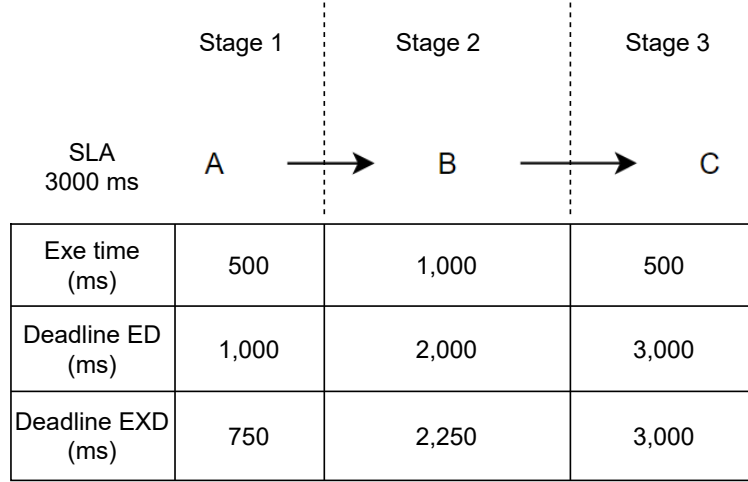 Stage 1 Stage 2 Stage 3
SLA
3000 ms
A B C
Exe time
(ms)
500 1,000 500
Deadline ED
(ms)
1,000 2,000 3,000
Deadline EXD
(ms)
750 2,250 3,000